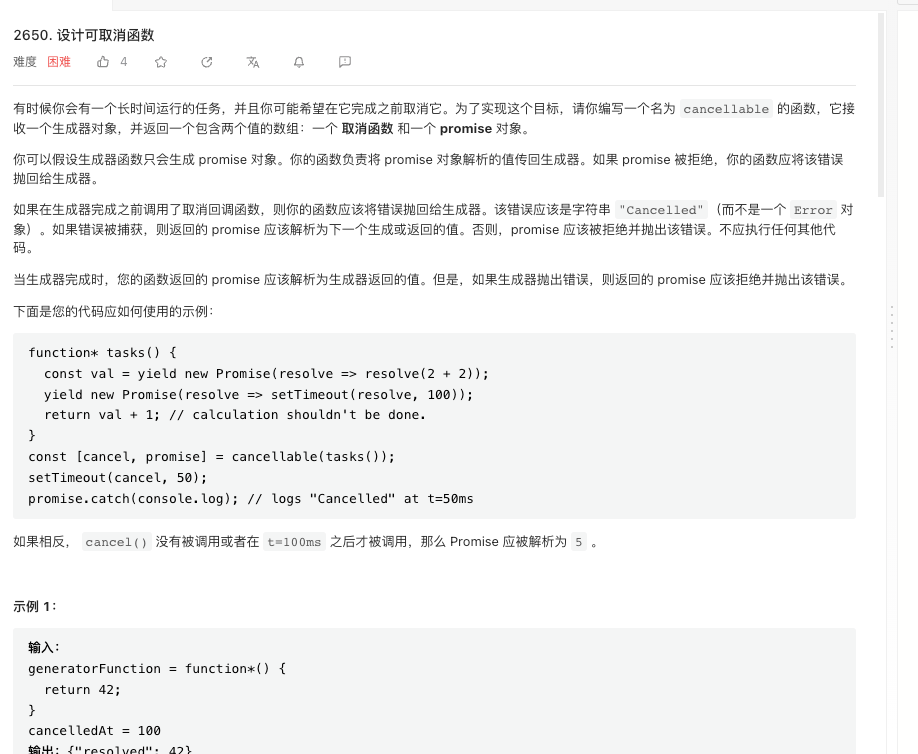 2650. 设计可取消函数
难度 困难 4
有时候你会有一个长时间运行的任务，并且你可能希望在它完成之前取消它。为了实现这个目标，请你编写一个名为 cancellable 的函数，它接
收一个生成器对象，并返回一个包含两个值的数组：一个 取消函数 和一个 promise 对象。
你可以假设生成器函数只会生成 promise 对象。你的函数负责将 promise 对象解析的值传回生成器。如果 promise 被拒绝，你的函数应将该错误
抛回给生成器。
如果在生成器完成之前调用了取消回调函数，则你的函数应该将错误抛回给生成器。该错误应该是字符串 "Cancelled"（而不是一个 Error 对
象）。如果错误被捕获，则返回的 promise 应该解析为下一个生成或返回的值。否则，promise 应该被拒绝并抛出该错误。不应执行任何其他代
码。
当生成器完成时，您的函数返回的 promise 应该解析为生成器返回的值。但是，如果生成器抛出错误，则返回的 promise 应该拒绝并抛出该错误。
下面是您的代码应如何使用的示例：
function* tasks() {
  const val = yield new Promise(resolve => resolve(2 + 2));
  yield new Promise(resolve => setTimeout(resolve, 100));
  return val + 1; // calculation shouldn't be done.
}
const [cancel, promise] = cancellable(tasks());
setTimeout(cancel, 50);
promise.catch(console.log); // logs "Cancelled" at t=50ms
如果相反， cancel() 没有被调用或者在 t=100ms 之后才被调用，那么 Promise 应被解析为 5 。
示例 1：
输入：
generatorFunction = function*() {
  return 42;
}
cancelledAt = 100
输出：{"resolved": 42}